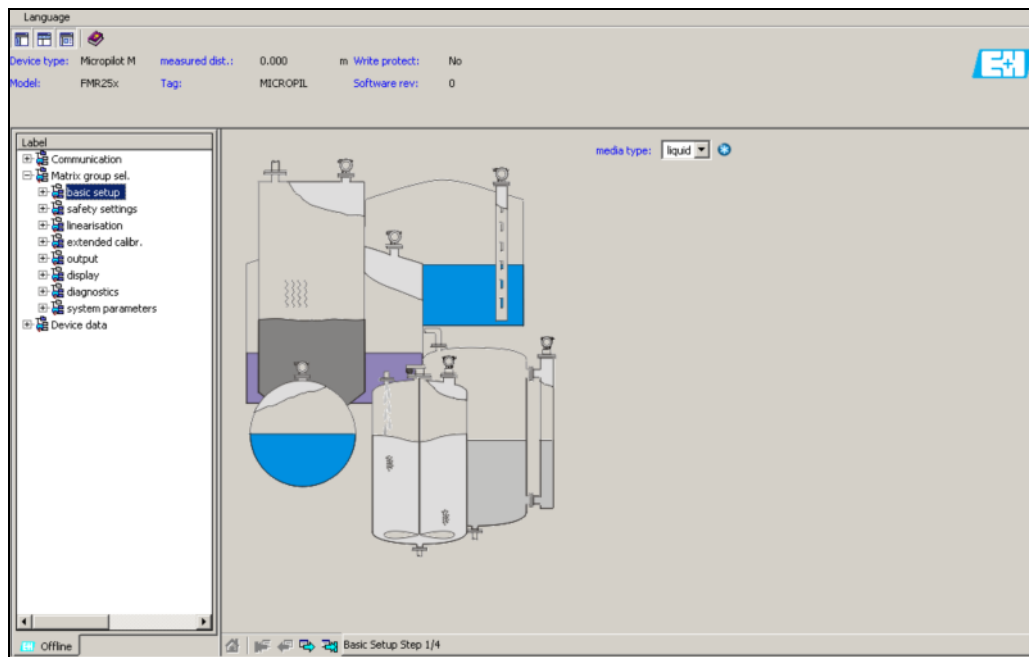 Language
Device type: Micropilot M measured dist.: 0.000 m Write protect: No
Model: FMR25x Tag: MICROPIL Software rev: 0
E+H
Label
Communication
Matrix group sel.
basic setup
safety settings
linearisation
extended calibr.
output
display
diagnostics
system parameters
Device data
media type: liquid
Offline
Basic Setup Step 1/4